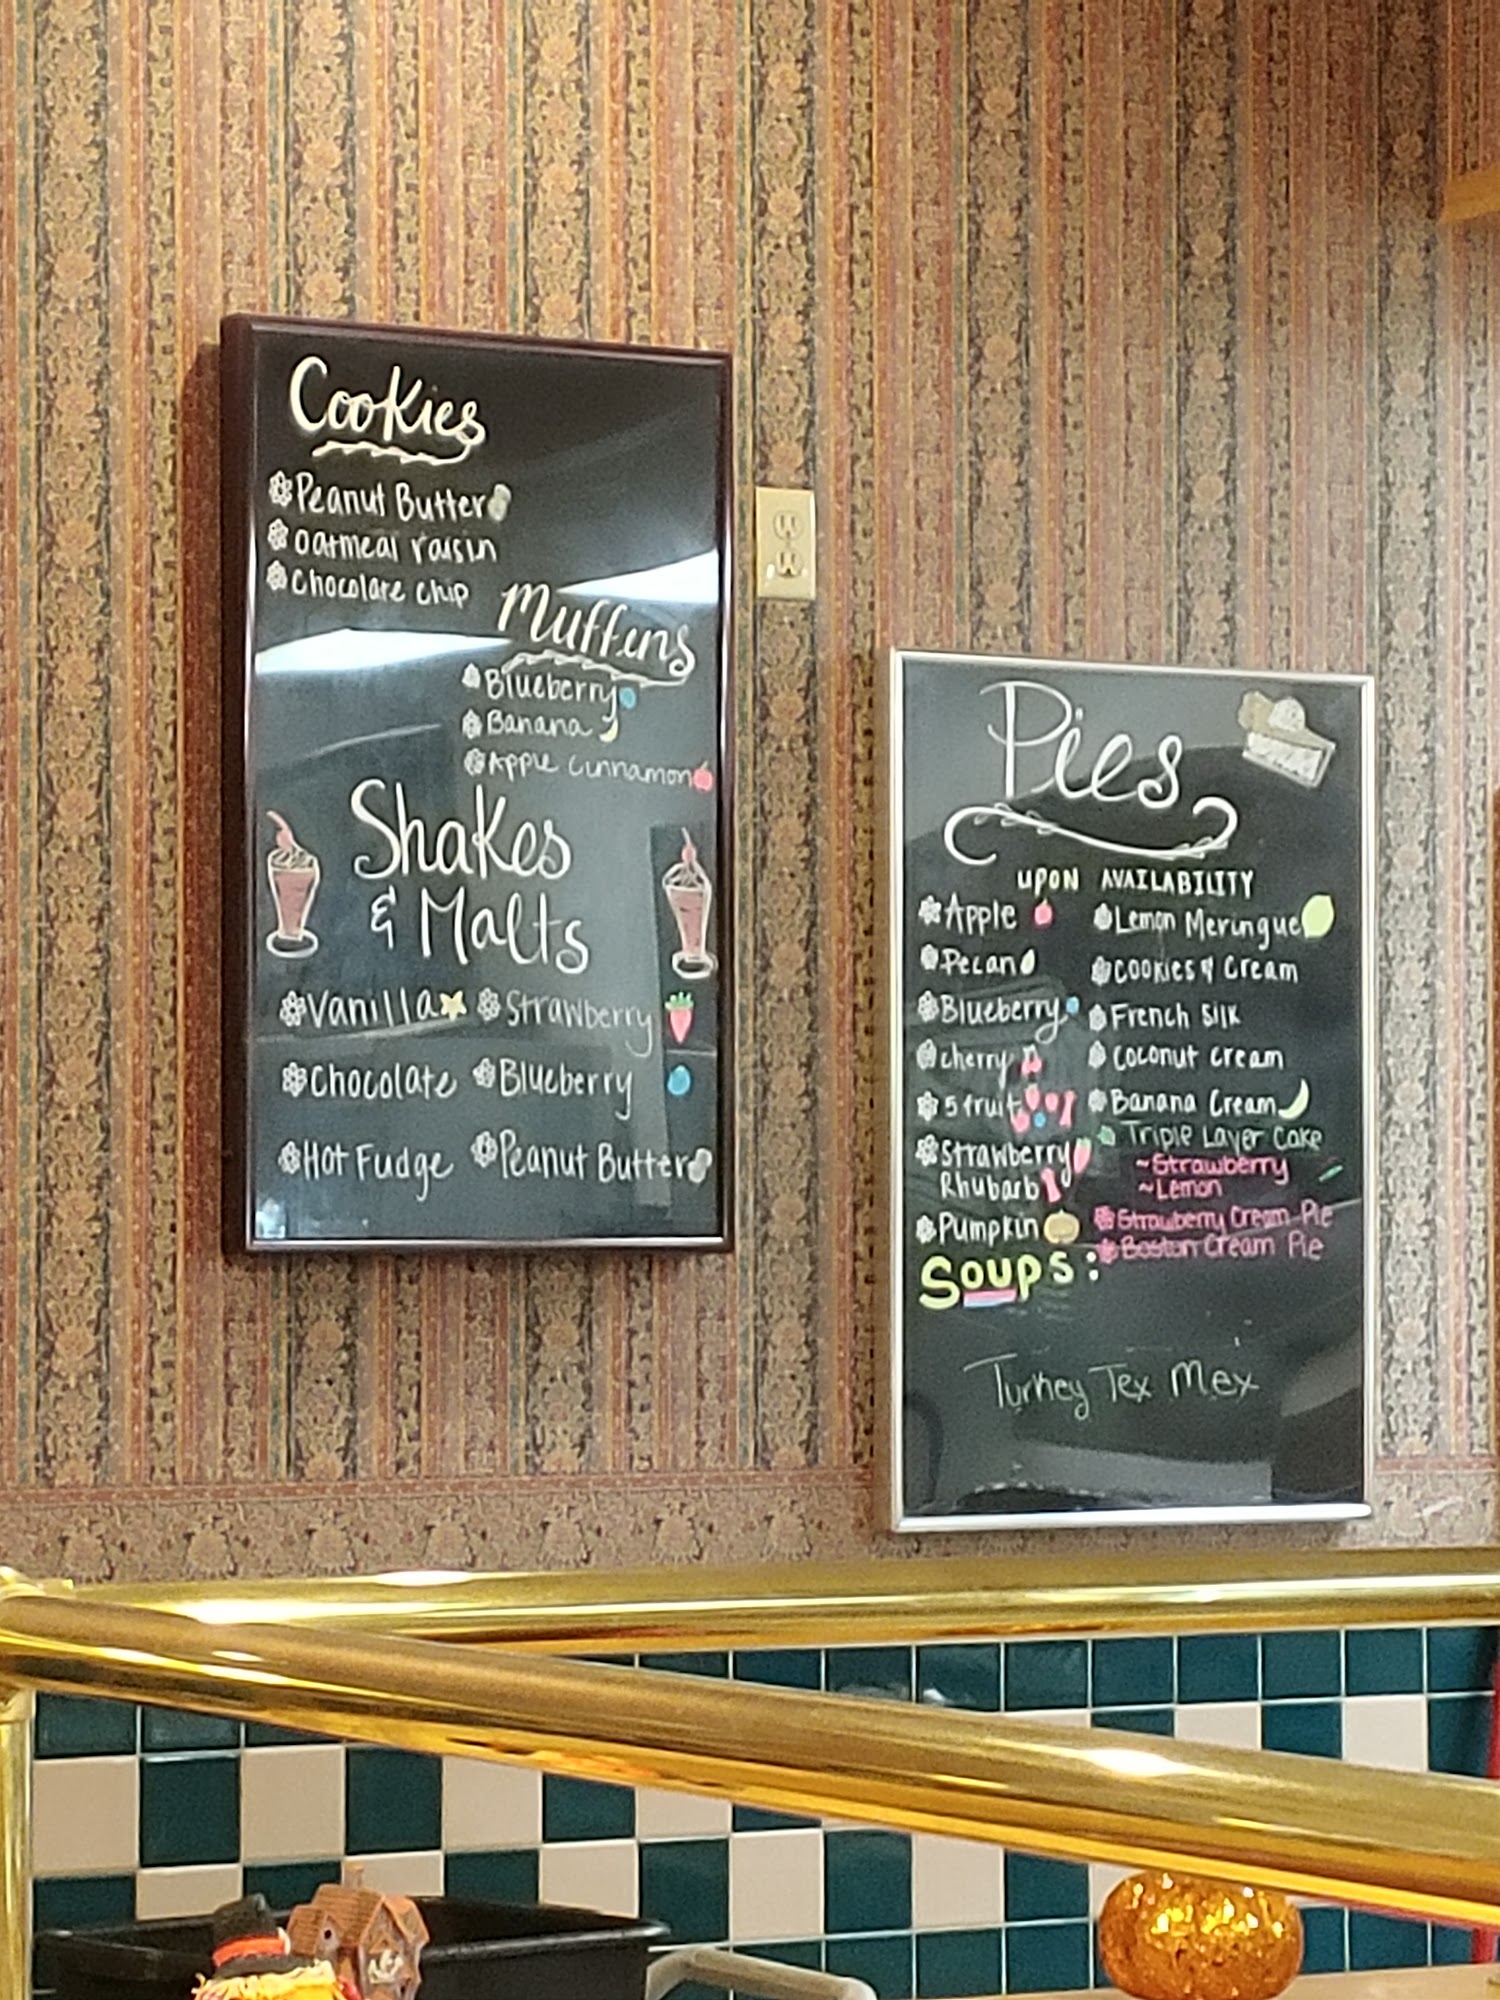 Cookies
Peanut Butter
oatmeal raisin
Chocolate chip
Muffins
Blueberry
Banana
Apple Cinnamon
Shakes
& Malts
Vanilla
Strawberry
Chocolate
Blueberry
Hot Fudge
Peanut Butter
Pies
UPON AVAILABILITY
Apple
Pecan
Blueberry
cherry
5 fruit
Strawberry
Rhubarb
Pumpkin
Lemon Meringue
Cookies & Cream
French Silk
Coconut cream
Banana Cream
Triple Layer Cake
~Strawberry
~Lemon
Strawberry Cream Pie
Boston Cream Pie
Soups:
Turkey Tex Mex